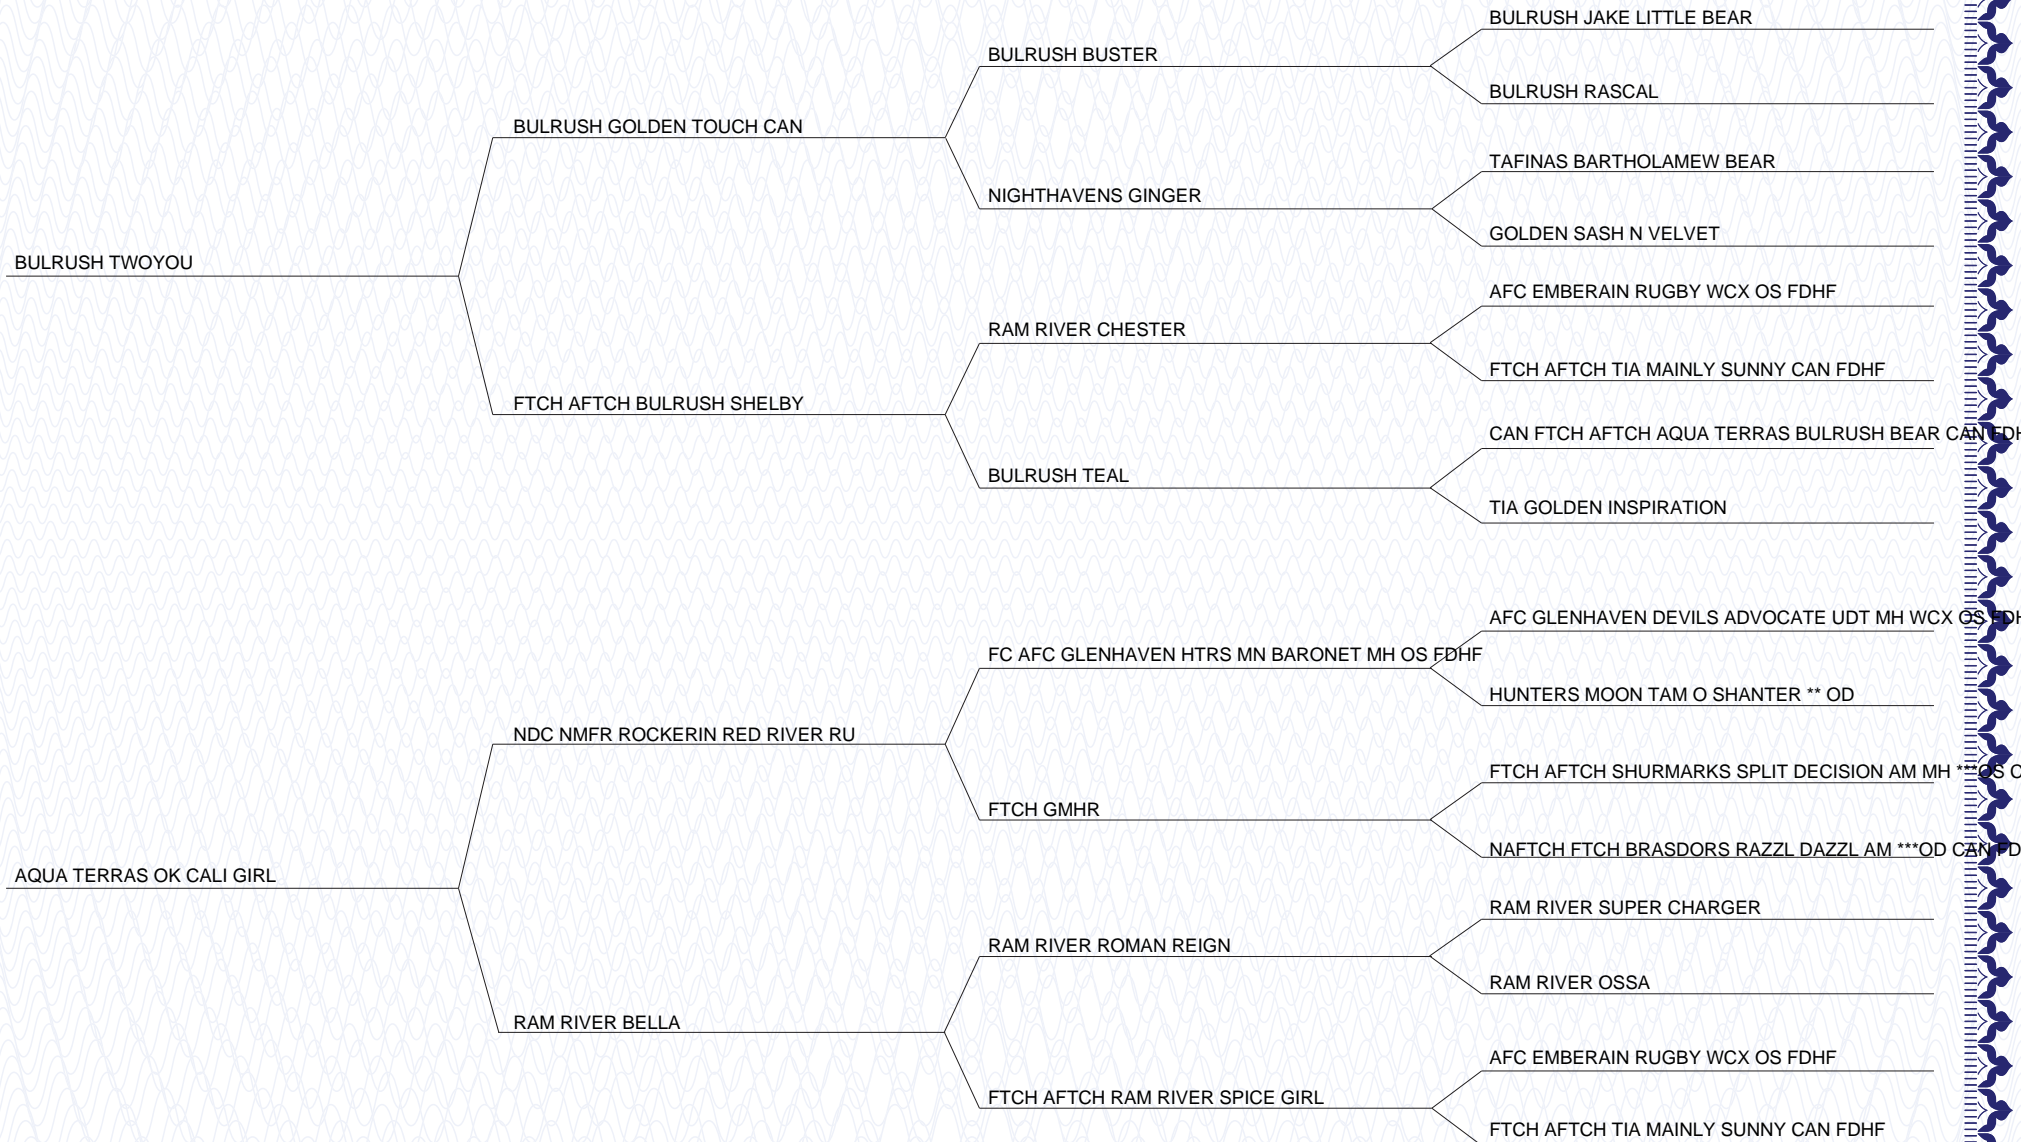 BULRUSH JAKE LITTLE BEAR
BULRUSH BUSTER
BULRUSH RASCAL
BULRUSH GOLDEN TOUCH CAN
TAFINAS BARTHOLAMEW BEAR
NIGHTHAVENS GINGER
GOLDEN SASH N VELVET
BULRUSH TWOYOU
AFC EMBERAIN RUGBY WCX OS FDHF
RAM RIVER CHESTER
FTCH AFTCH TIA MAINLY SUNNY CAN FDHF
FTCH AFTCH BULRUSH SHELBY
CAN FTCH AFTCH AQUA TERRAS BULRUSH BEAR CAN FDH
BULRUSH TEAL
TIA GOLDEN INSPIRATION
AFC GLENHAVEN DEVILS ADVOCATE UDT MH WCX OS FDH
FC AFC GLENHAVEN HTRS MN BARONET MH OS FDHF
HUNTERS MOON TAM O SHANTER ** OD
NDC NMFR ROCKERIN RED RIVER RU
FTCH AFTCH SHURMARKS SPLIT DECISION AM MH ***OS C
FTCH GMHR
NAFTCH FTCH BRASDORS RAZZL DAZZL AM ***OD CAN FD
AQUA TERRAS OK CALI GIRL
RAM RIVER SUPER CHARGER
RAM RIVER ROMAN REIGN
RAM RIVER OSSA
RAM RIVER BELLA
AFC EMBERAIN RUGBY WCX OS FDHF
FTCH AFTCH RAM RIVER SPICE GIRL
FTCH AFTCH TIA MAINLY SUNNY CAN FDHF